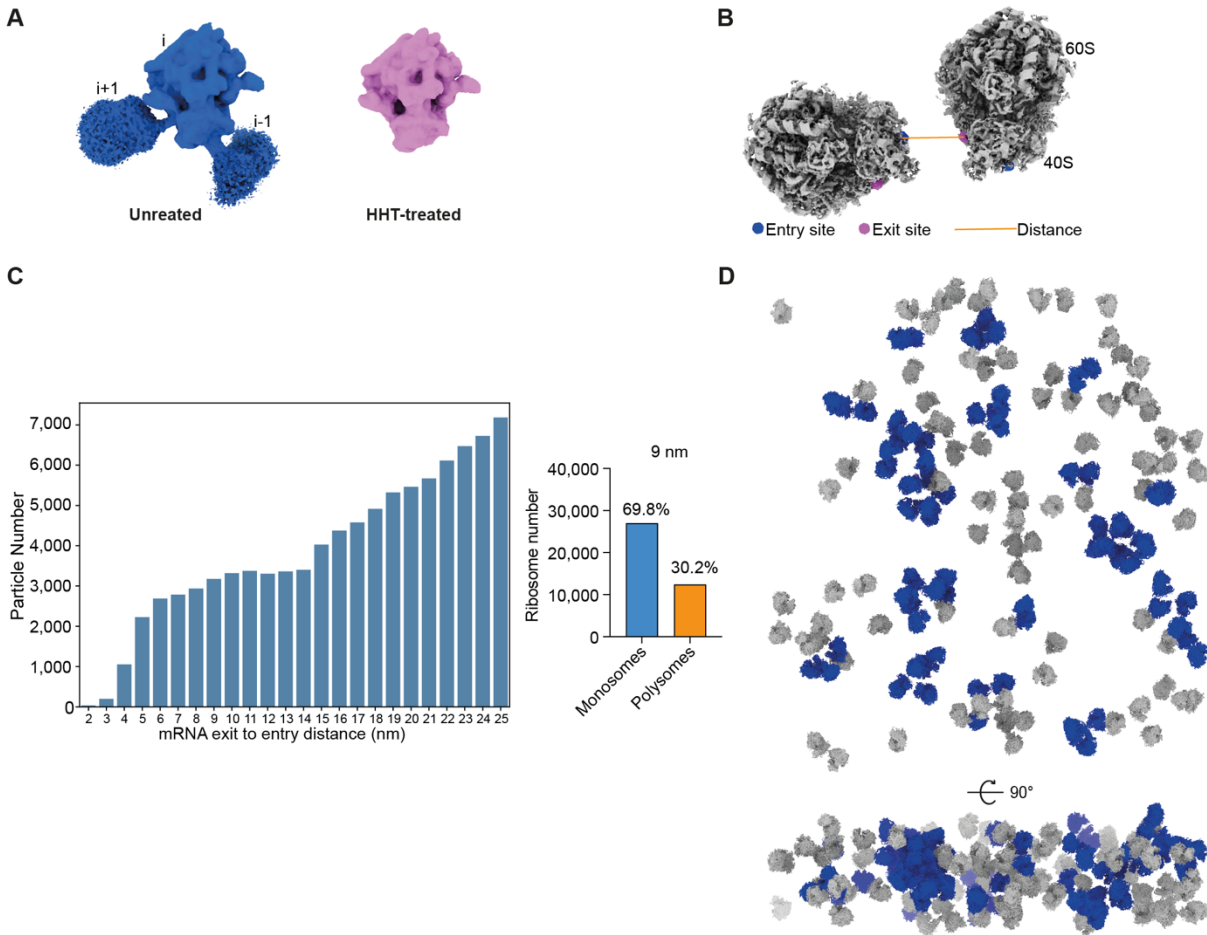 A
i
i+1
i-1
Unreated
HHT-treated
B
60S
40S
Entry site
Exit site
Distance
C
Particle Number
7,000
6,000
5,000
4,000
3,000
2,000
1,000
0
2 3 4 5 6 7 8 9 10 11 12 13 14 15 16 17 18 19 20 21 22 23 24 25
mRNA exit to entry distance (nm)
9 nm
Ribosome number
40,000
30,000
20,000
10,000
0
69.8%
30.2%
Monosomes
Polysomes
D
90°